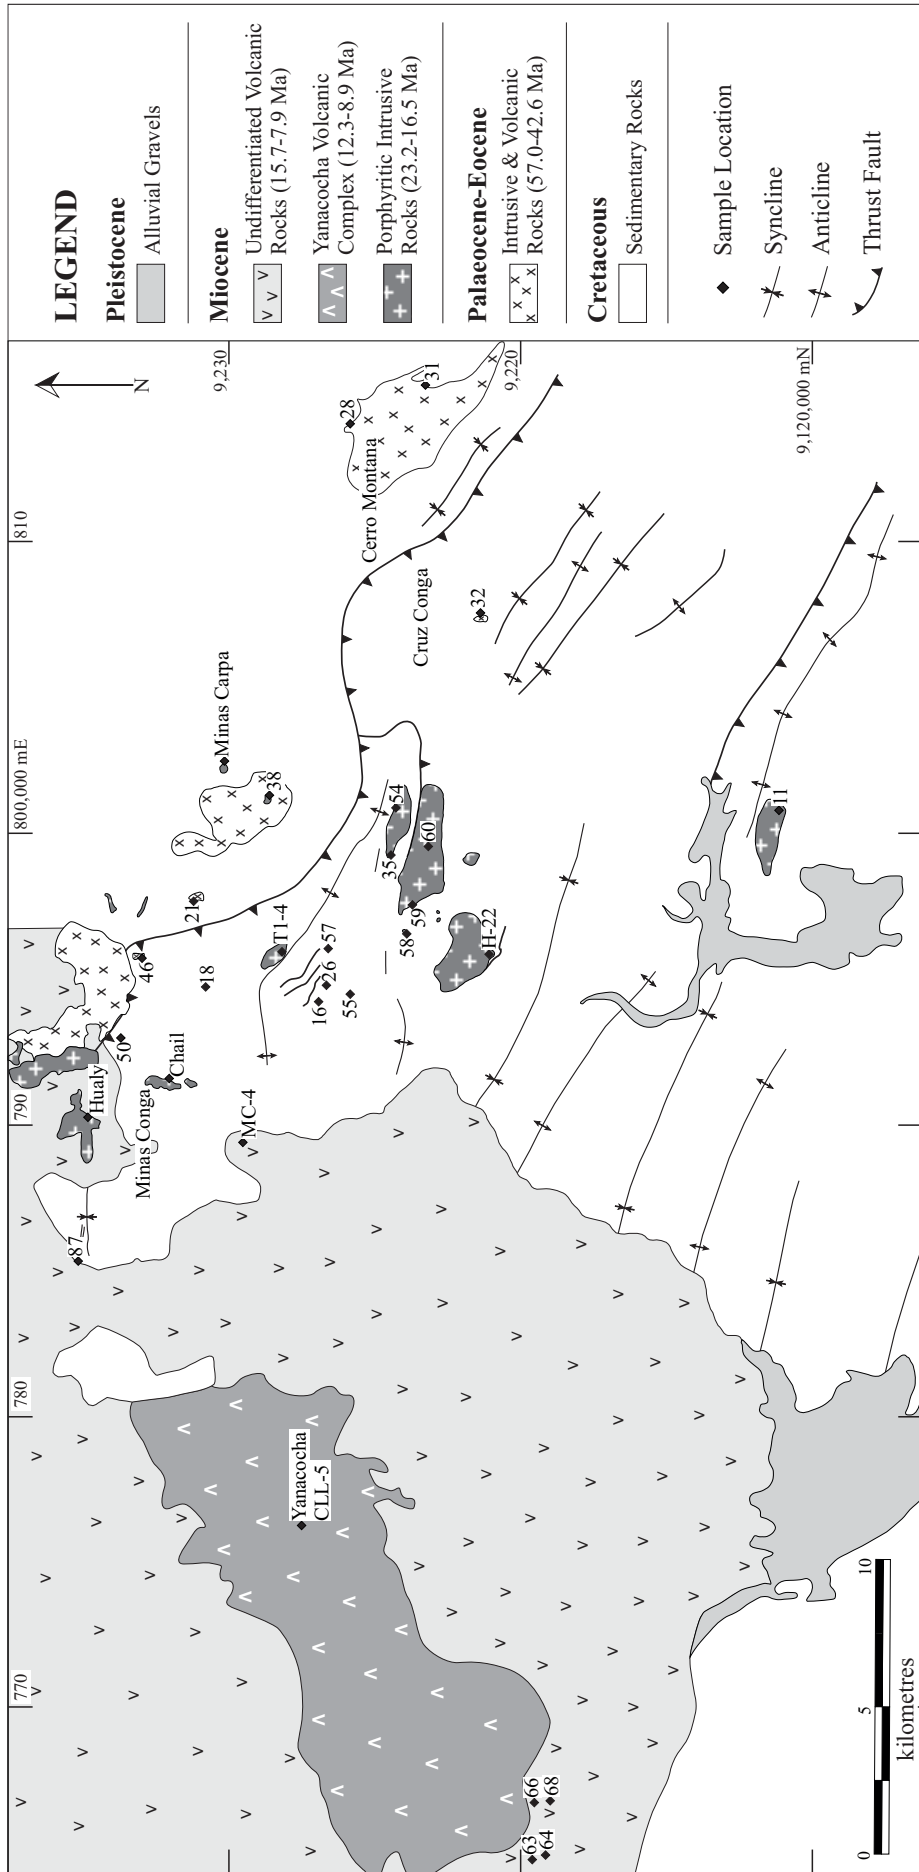 LEGEND
Pleistocene
Alluvial Gravels
Miocene
Undifferentiated Volcanic
Rocks (15.7-7.9 Ma)
Yanacocha Volcanic
Complex (12.3-8.9 Ma)
Porphyritic Intrusive
Rocks (23.2-16.5 Ma)
Palaeocene-Eocene
Intrusive & Volcanic
Rocks (57.0-42.6 Ma)
Cretaceous
Sedimentary Rocks
Sample Location
Syncline
Anticline
Thrust Fault
770
780
790
800,000 mE
810
N
9,230
9,220
9,120,000 mN
87
Hualy
50
46
Minas Conga
Chail
18
21
Minas Carpa
MC-4
T1-4
38
28
Cerro Montana
31
16
26
57
55
35
54
Cruz Conga
58
59
60
H-22
32
11
Yanacocha
CLL-5
63
66
64
68
0
5
10
kilometres